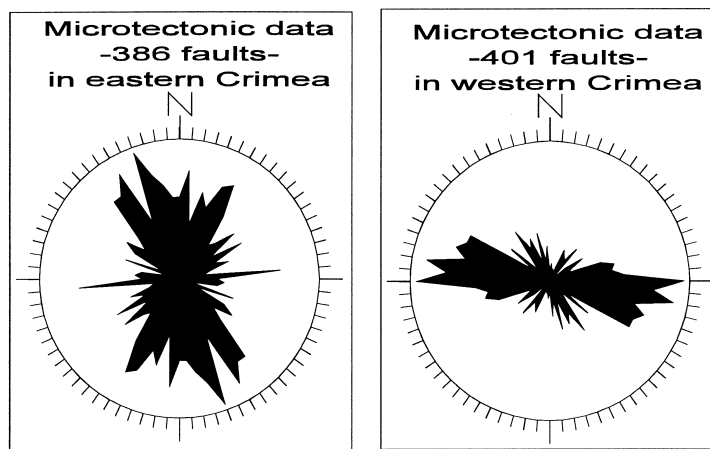 Microtectonic data
-386 faults-
in eastern Crimea
N
Microtectonic data
-401 faults-
in western Crimea
N